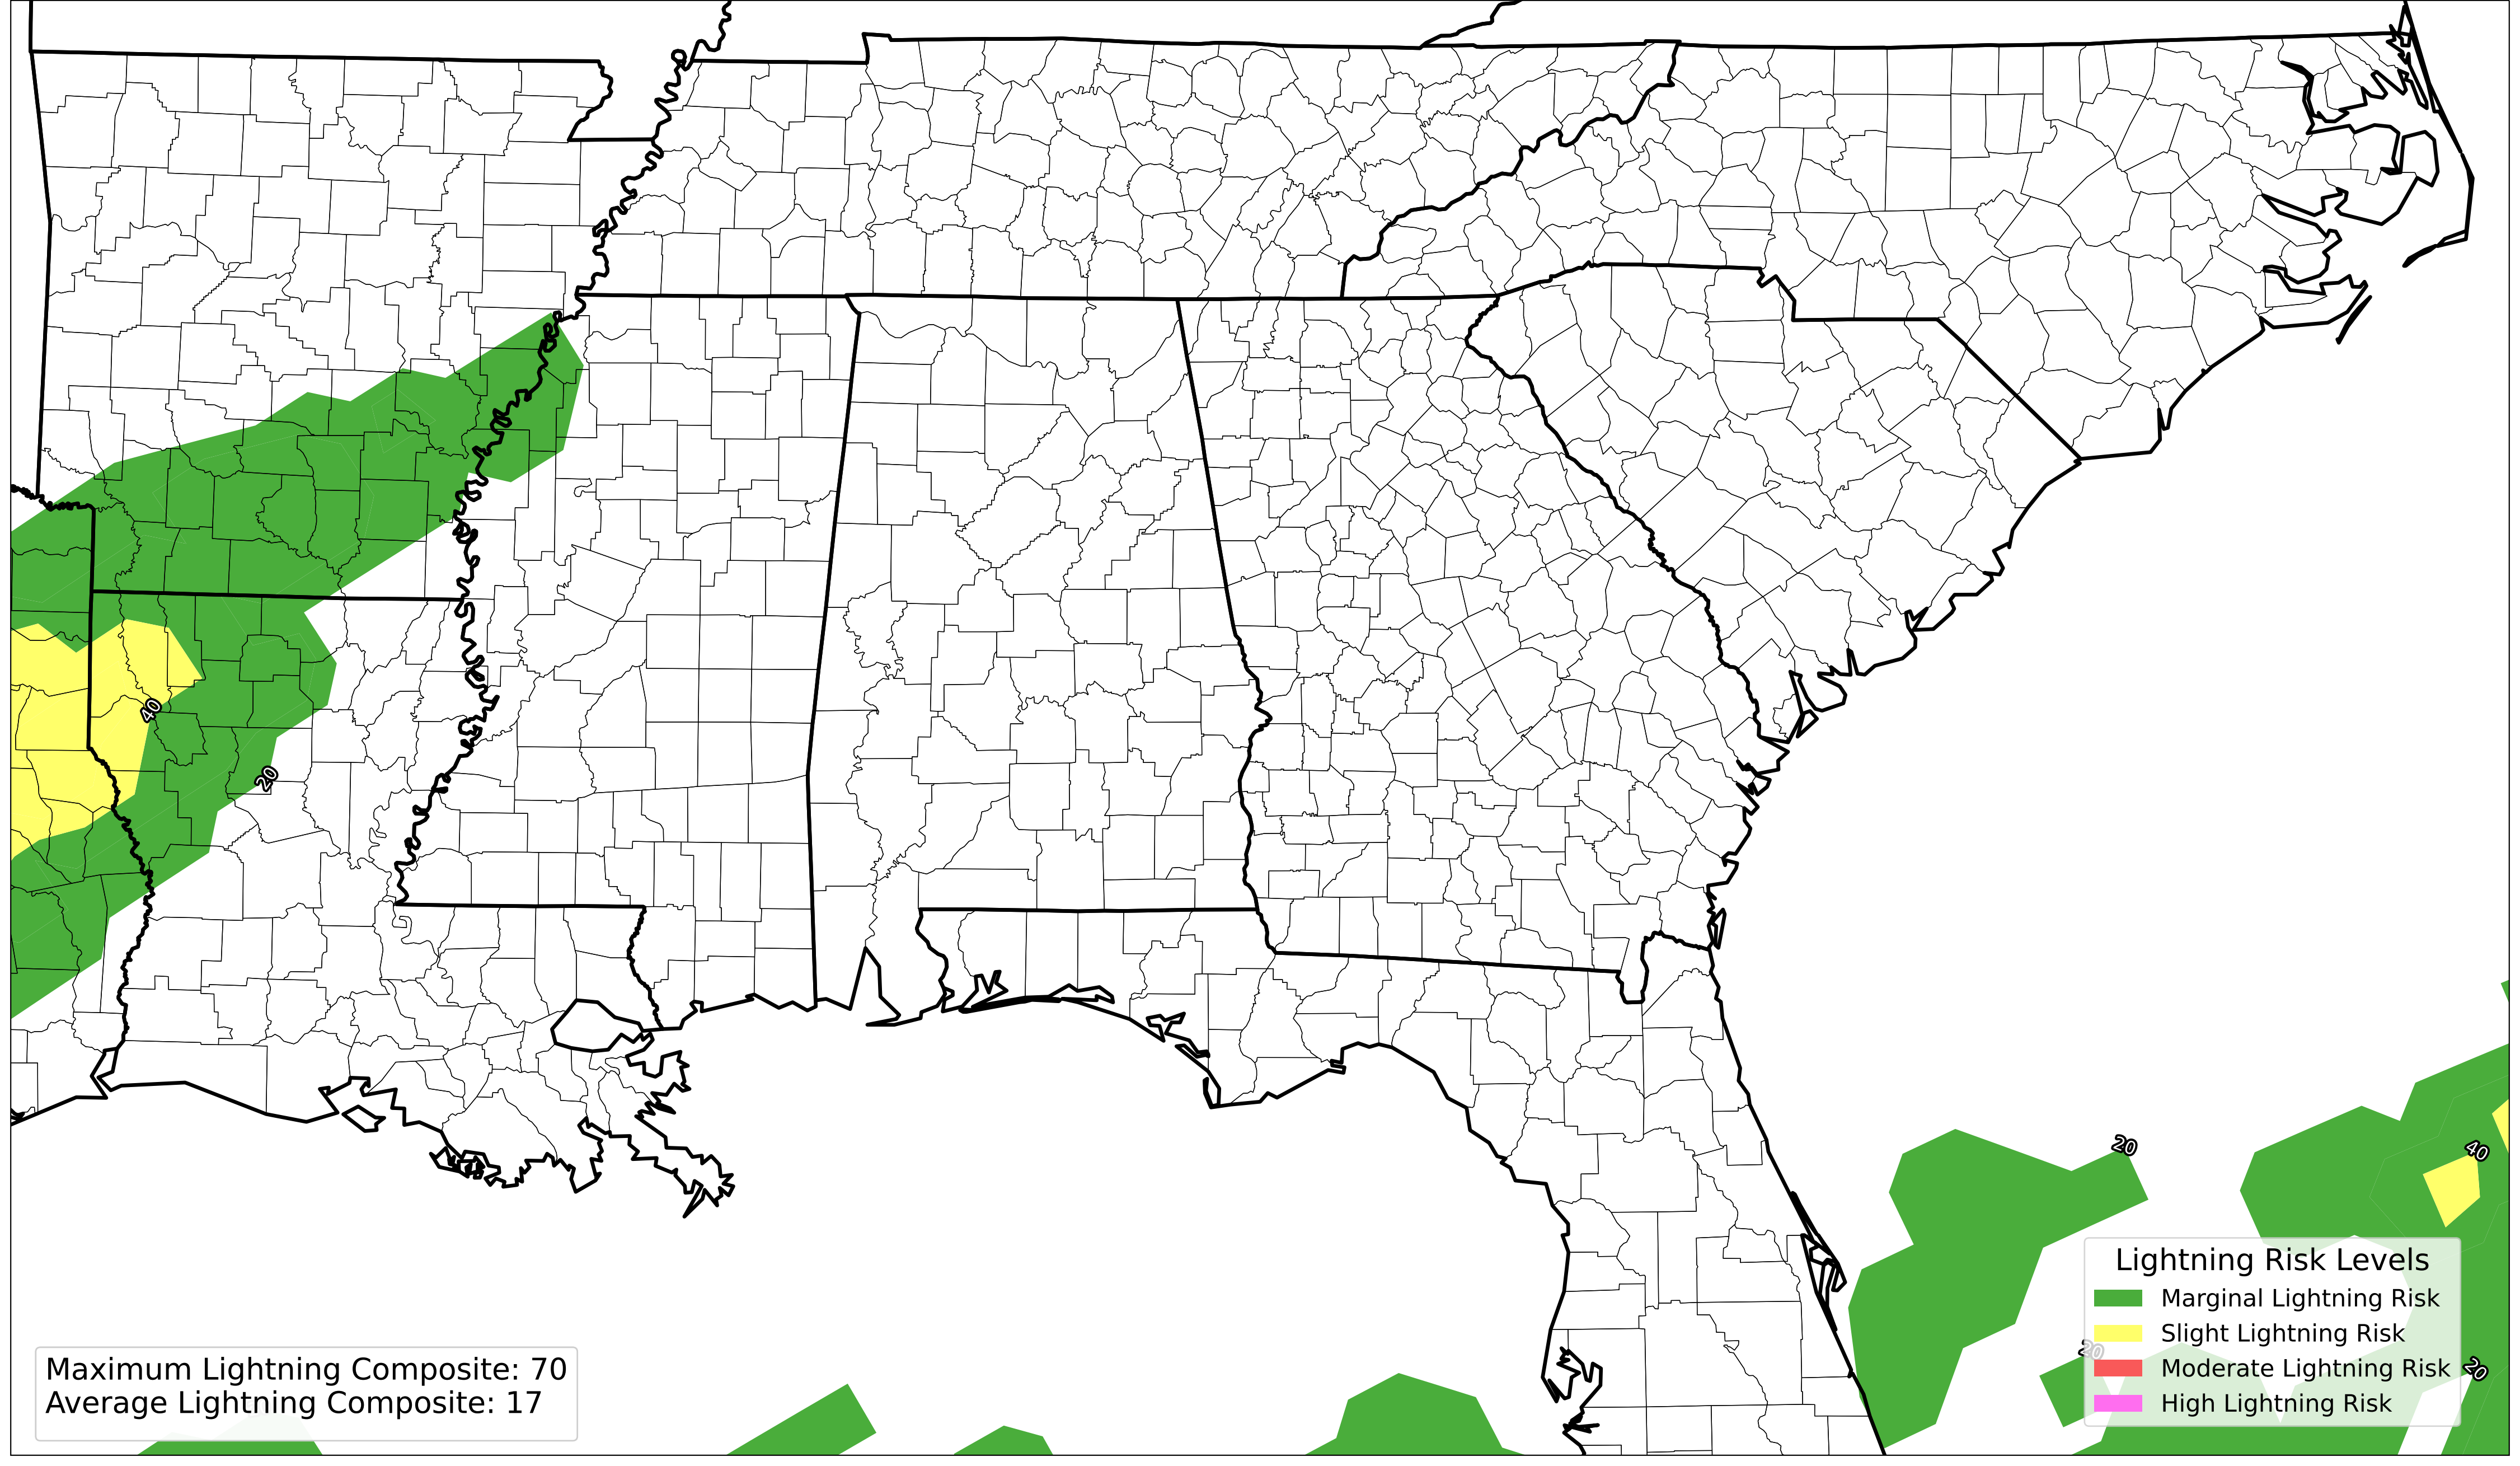 40
20
20
40
20
20
Lightning Risk Levels
Marginal Lightning Risk
Slight Lightning Risk
Moderate Lightning Risk
High Lightning Risk
Maximum Lightning Composite: 70
Average Lightning Composite: 17